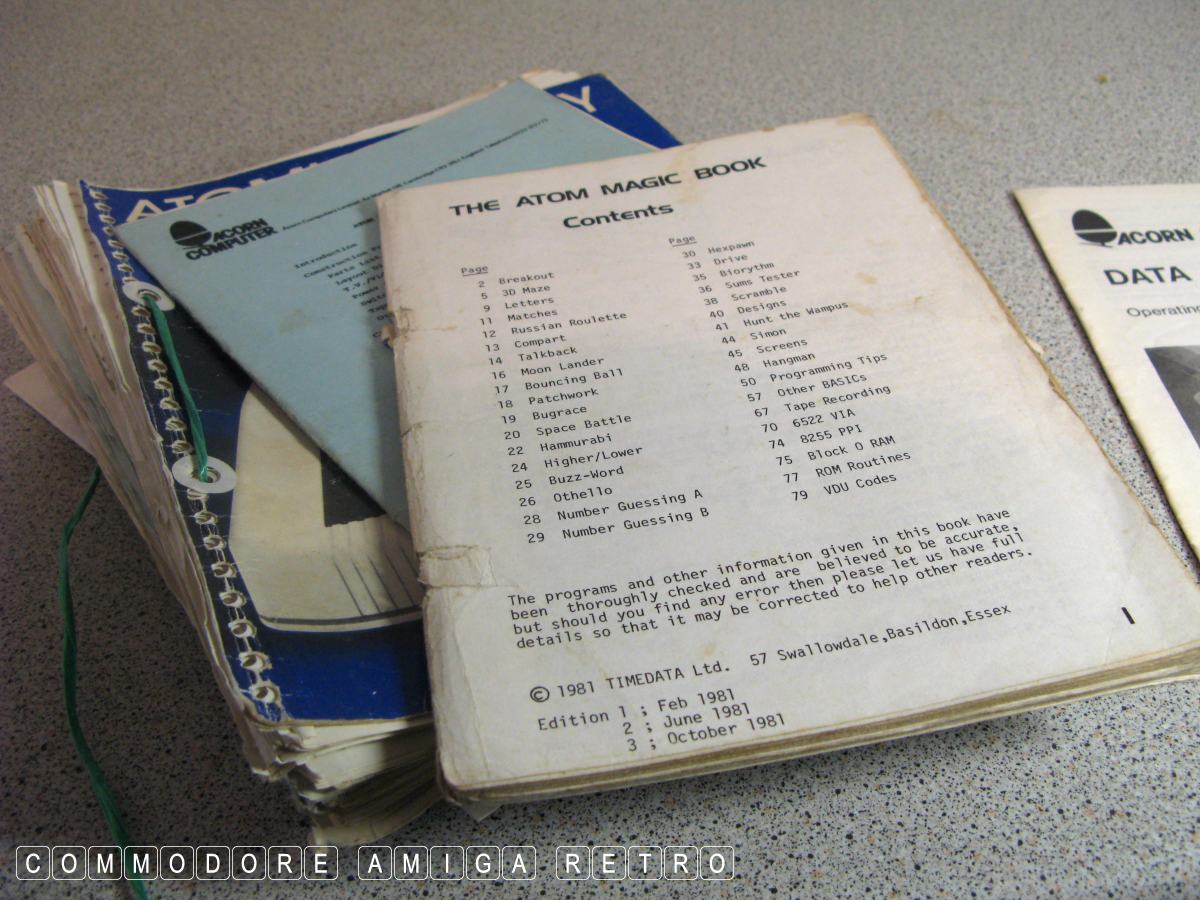 Y
ATOM
ACORN
COMPUTER
Introduction
Parts List
Power
THE ATOM MAGIC BOOK
Contents
Page
2 Breakout
5 3D Maze
9 Letters
11 Matches
12 Russian Roulette
13 Compart
14 Talkback
16 Moon Lander
17 Bouncing Ball
18 Patchwork
19 Bugrace
20 Space Battle
22 Hammurabi
24 Higher/Lower
25 Buzz-Word
26 Othello
28 Number Guessing A
29 Number Guessing B
Page
30 Hexpawn
33 Drive
35 Biorythm
36 Sums Tester
38 Scramble
40 Designs
41 Hunt the Wampus
44 Simon
45 Screens
48 Hangman
50 Programming Tips
57 Other BASICs
67 Tape Recording
70 6522 VIA
74 8255 PPI
75 Block 0 RAM
77 ROM Routines
79 VDU Codes
The programs and other information given in this book have
been thoroughly checked and are believed to be accurate,
but should you find any error then please let us have full
details so that it may be corrected to help other readers.
© 1981 TIMEDATA Ltd. 57 Swallowdale,Basildon,Essex
Edition 1 ; Feb 1981
2 ; June 1981
3 ; October 1981
1
ACORN
DATA
Operating
COMMODORE AMIGA RETRO